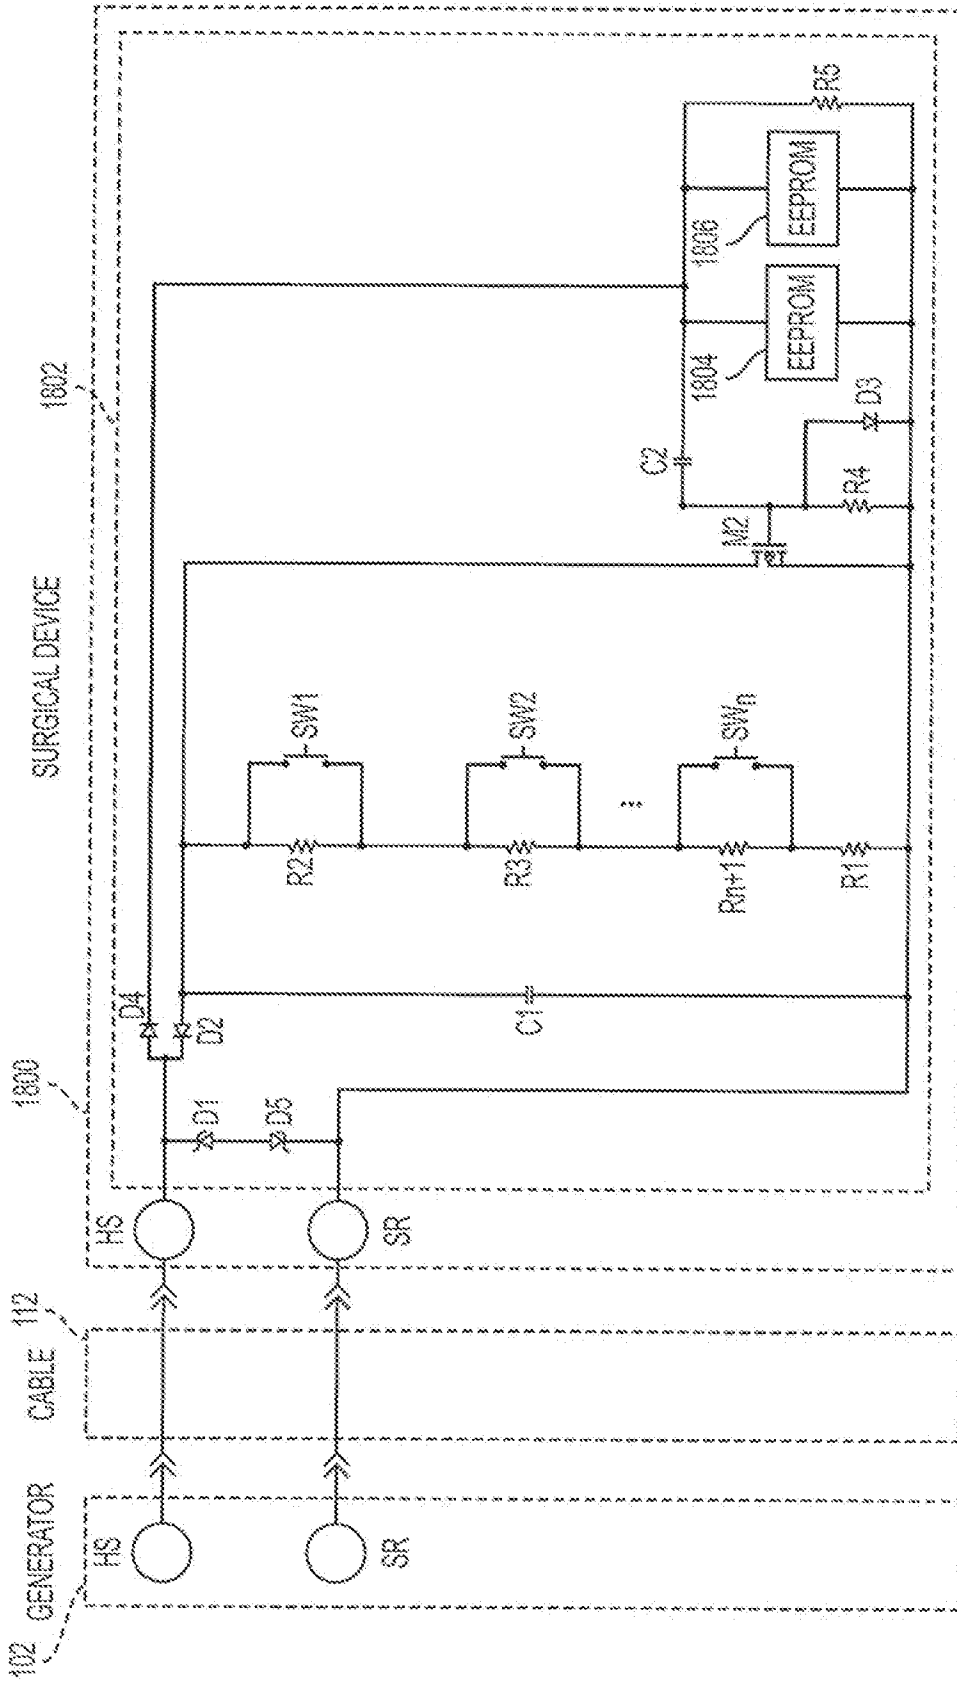 SURGICAL DEVICE
GENERATOR
CABLE
102
112
1800
1802
HS
HS
SR
SR
D1
D5
D4
D2
C1
R2
SW1
R3
SW2
...
Rn+1
SWn
R1
M2
C2
R4
D3
1804
EEPROM
1806
EEPROM
R5